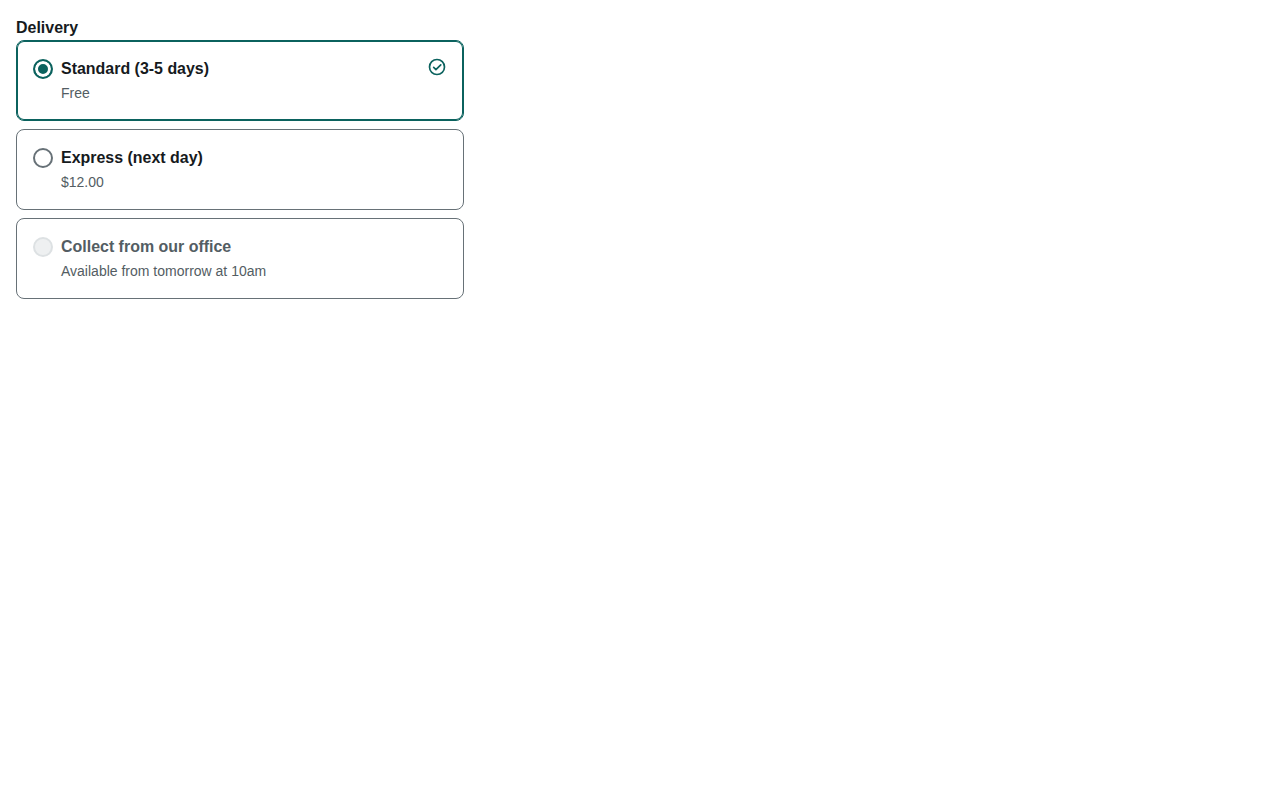 Delivery
Standard (3-5 days)
Free
Express (next day)
$12.00
Collect from our office
Available from tomorrow at 10am